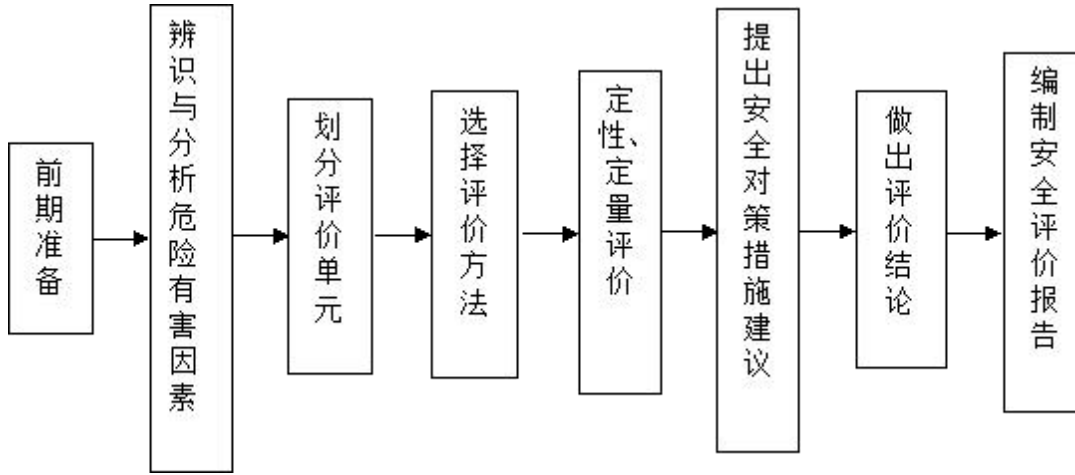 前期准备
辨识与分析危险有害因素
划分评价单元
选择评价方法
定性、定量评价
提出安全对策措施建议
做出评价结论
编制安全评价报告